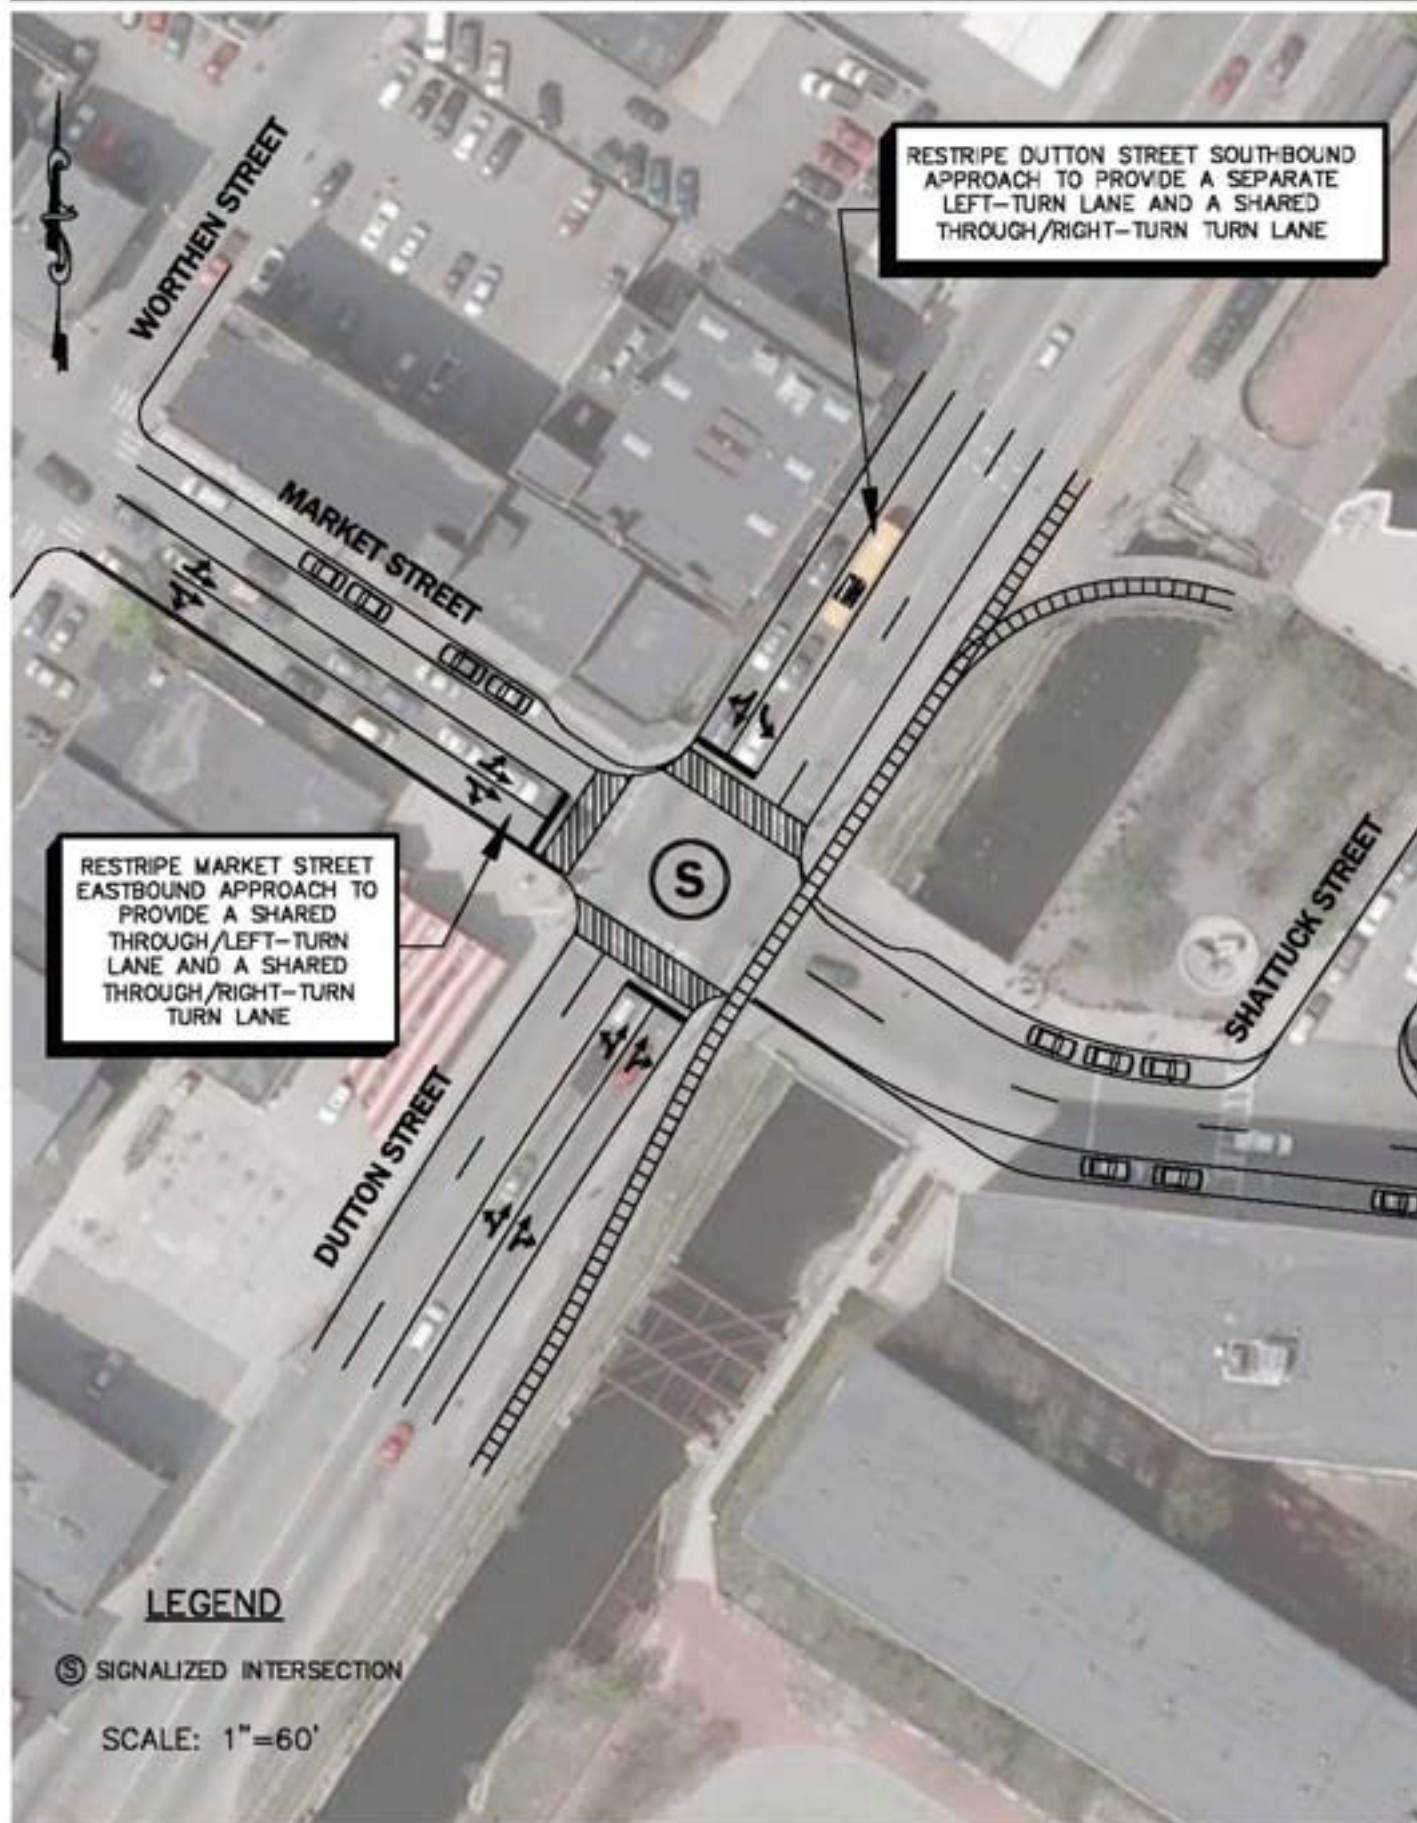 WORTHEN STREET
RESTRIPE DUTTON STREET SOUTHBOUND
APPROACH TO PROVIDE A SEPARATE
LEFT-TURN LANE AND A SHARED
THROUGH/RIGHT-TURN TURN LANE
MARKET STREET
RESTRIPE MARKET STREET
EASTBOUND APPROACH TO
PROVIDE A SHARED
THROUGH/LEFT-TURN
LANE AND A SHARED
THROUGH/RIGHT-TURN
TURN LANE
S
SHATTUCK STREET
DUTTON STREET
LEGEND
S SIGNALIZED INTERSECTION
SCALE: 1"=60'